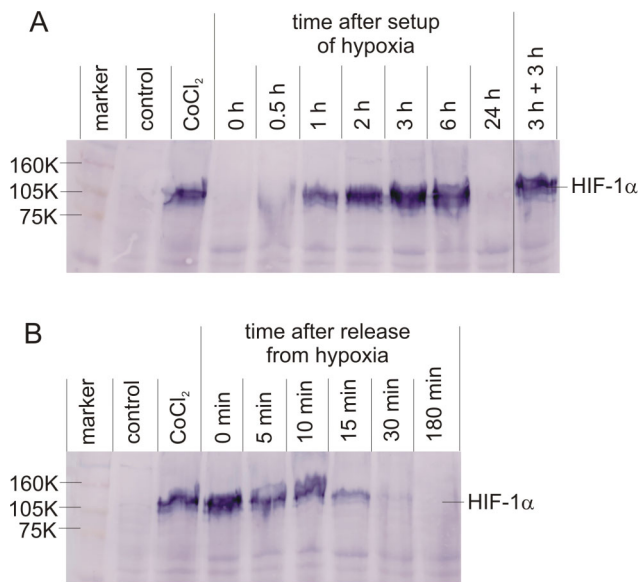 A
time after setup
of hypoxia
marker
control
CoCl₂
0 h
0.5 h
1 h
2 h
3 h
6 h
24 h
3 h + 3 h
160K
105K
75K
HIF-1α
B
time after release
from hypoxia
marker
control
CoCl₂
0 min
5 min
10 min
15 min
30 min
180 min
160K
105K
75K
HIF-1α